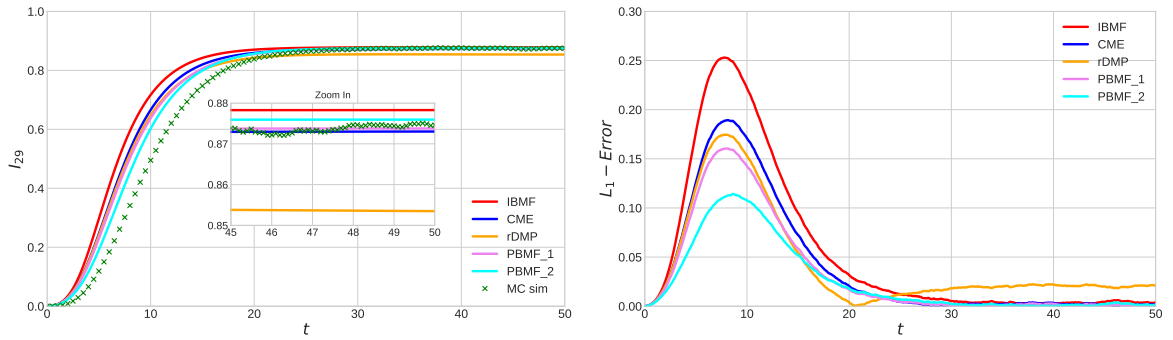 1.0
0.8
0.6
0.4
0.2
0.0
I29
0
10
20
30
40
50
t
Zoom In
0.88
0.87
0.86
0.85
45
46
47
48
49
50
IBMF
CME
rDMP
PBMF_1
PBMF_2
MC sim
0.30
0.25
0.20
0.15
0.10
0.05
0.00
L1 − Error
0
10
20
30
40
50
t
IBMF
CME
rDMP
PBMF_1
PBMF_2